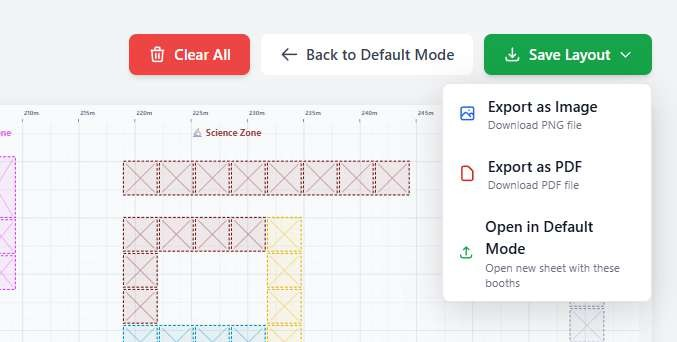 Clear All
Back to Default Mode
Save Layout
Export as Image
Download PNG file
Export as PDF
Download PDF file
Open in Default
Mode
Open new sheet with these
booths
210m 215m 220m 225m 230m 235m 240m 245m
one
Science Zone